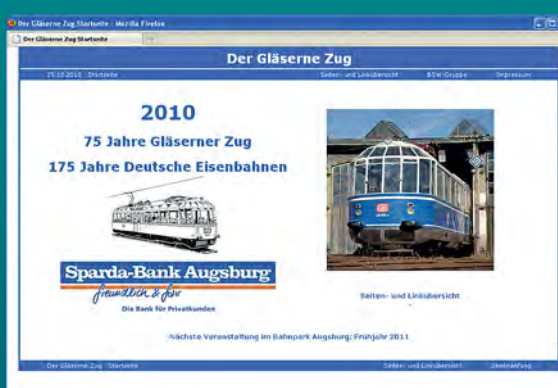 Der Gläserne Zug Startseite - Mozilla Firefox
Der Gläserne Zug Startseite
Der Gläserne Zug
25.10.2010 Startseite Seiten- und Linkübersicht BSW-Gruppe Impressum
2010
75 Jahre Gläserner Zug
175 Jahre Deutsche Eisenbahnen
Sparda-Bank Augsburg
freundlich & fair
Die Bank für Privatkunden
Seiten- und Linkübersicht
Nächste Veranstaltung im Bahnpark Augsburg: Frühjahr 2011
Der Gläserne Zug Startseite Seiten- und Linkübersicht Seitenanfang